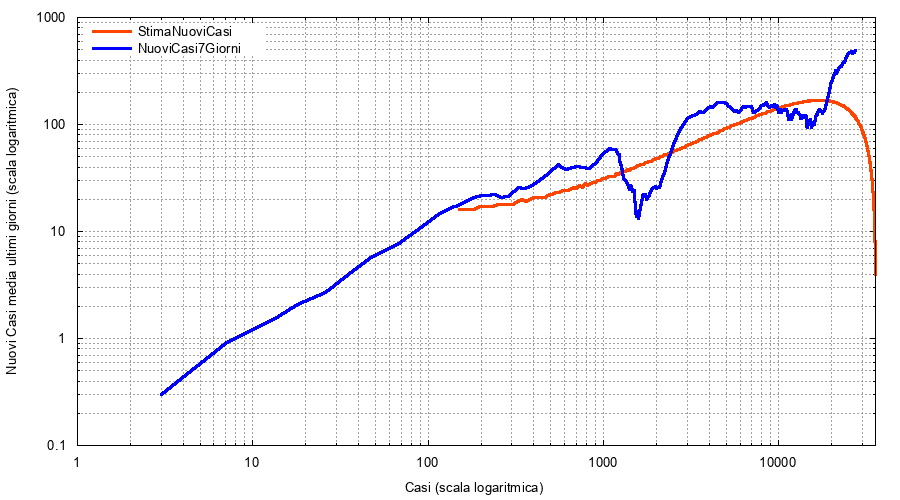 StimaNuoviCasi
NuoviCasi7Giorni
Nuovi Casi media ultimi giorni (scala logaritmica)
1000
100
10
1
0.1
1
10
100
1000
10000
Casi (scala logaritmica)